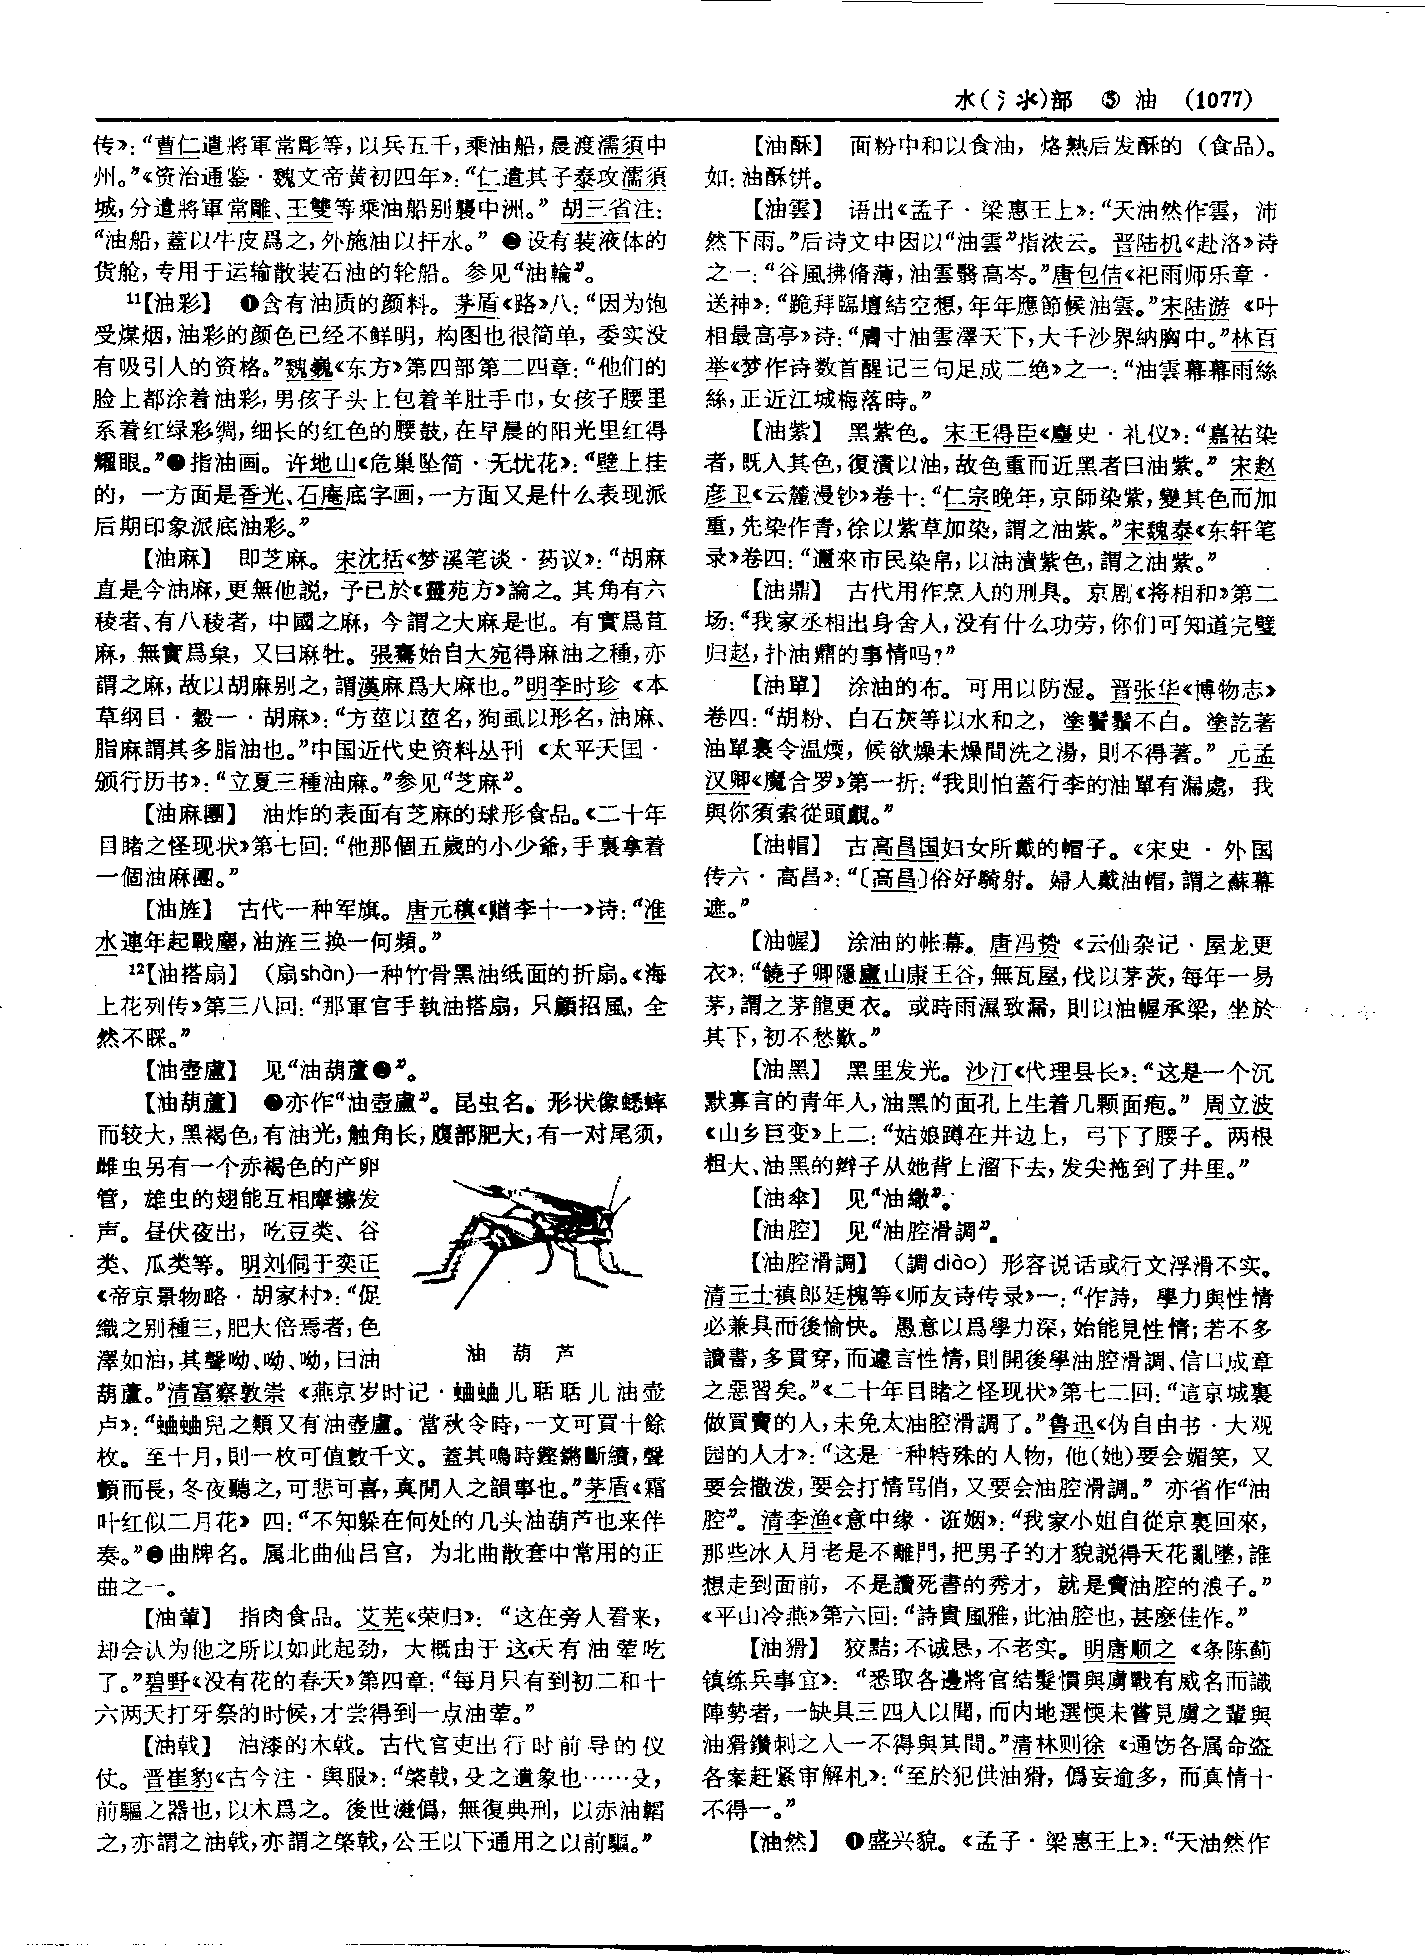 水(氵氺)部 ⑤ 油 (1077)
传》：“曹仁遣將軍常彫等，以兵五千，乘油船，晨渡濡須中
州。”《资治通鉴·魏文帝黄初四年》：“仁遣其子泰攻濡須
城，分遣將軍常雕、王雙等乘油船别襲中洲。” 胡三省注：
“油船，蓋以牛皮爲之，外施油以扞水。” ❷没有装液体的
货舱，专用于运输散装石油的轮船。参见“油輪”。
11【油彩】 ❶含有油质的颜料。茅盾《路》八：“因为饱
受煤烟，油彩的颜色已经不鲜明，构图也很简单，委实没
有吸引人的资格。”魏巍《东方》第四部第二四章：“他们的
脸上都涂着油彩，男孩子头上包着羊肚手巾，女孩子腰里
系着红绿彩绸，细长的红色的腰鼓，在早晨的阳光里红得
耀眼。”❷指油画。许地山《危巢坠简·无忧花》：“壁上挂
的，一方面是香光、石庵底字画，一方面又是什么表现派
后期印象派底油彩。”
【油麻】 即芝麻。宋沈括《梦溪笔谈·药议》：“胡麻
直是今油麻，更無他説，予已於《靈苑方》論之。其角有六
稜者、有八稜者，中國之麻，今謂之大麻是也。有實爲苴
麻，無實爲枲，又曰麻牡。張騫始自大宛得麻油之種，亦
謂之麻，故以胡麻别之，謂漢麻爲大麻也。”明李时珍《本
草纲目·穀一·胡麻》：“方莖以莖名，狗虱以形名，油麻、
脂麻謂其多脂油也。”中国近代史资料丛刊《太平天国·
颁行历书》：“立夏三種油麻。”参见“芝麻”。
【油麻團】 油炸的表面有芝麻的球形食品。《二十年
目睹之怪现状》第七回：“他那個五歲的小少爺，手裏拿着
一個油麻團。”
【油旌】 古代一种军旗。唐元稹《赠李十一》诗：“淮
水連年起戰塵，油旌三换一何頻。”
12【油搭扇】 (扇shàn)一种竹骨黑油纸面的折扇。《海
上花列传》第三八回：“那軍官手執油搭扇，只顧招風，全
然不睬。”
【油壺盧】 见“油葫蘆❶”。
【油葫蘆】 ❶亦作“油壺盧”。昆虫名。形状像蟋蟀
而较大，黑褐色，有油光，触角长，腹部肥大，有一对尾须，
雌虫另有一个赤褐色的产卵
管，雄虫的翅能互相摩擦发
声。昼伏夜出，吃豆类、谷
类、瓜类等。明刘侗于奕正
《帝京景物略·胡家村》：“促
織之别種三，肥大倍焉者，色
澤如油，其聲呦、呦、呦，曰油
葫蘆。”清富察敦崇《燕京岁时记·蛐蛐儿聒聒儿油壶
卢》：“蛐蛐兒之類又有油壺盧。當秋令時，一文可買十餘
枚。至十月，則一枚可值數千文。蓋其鳴時鏗鏘斷續，聲
顫而長，冬夜聽之，可悲可喜，真閒人之韻事也。”茅盾《霜
叶红似二月花》四：“不知躲在何处的几头油葫芦也来伴
奏。”❷曲牌名。属北曲仙吕宫，为北曲散套中常用的正
曲之一。
油葫芦
【油葷】 指肉食品。艾芜《荣归》：“这在旁人看来，
却会认为他之所以如此起劲，大概由于这天有油荤吃
了。”碧野《没有花的春天》第四章：“每月只有到初二和十
六两天打牙祭的时候，才尝得到一点油荤。”
【油戟】 油漆的木戟。古代官吏出行时前导的仪
仗。晋崔豹《古今注·舆服》：“棨戟，殳之遺象也……殳，
前驅之器也，以木爲之。後世滋僞，無復典刑，以赤油韜
之，亦謂之油戟，亦謂之棨戟，公王以下通用之以前驅。”
【油酥】 面粉中和以食油，烙熟后发酥的（食品）。
如：油酥饼。
【油雲】 语出《孟子·梁惠王上》：“天油然作雲，沛
然下雨。”后诗文中因以“油雲”指浓云。晋陆机《赴洛》诗
之一：“谷風拂脩薄，油雲翳高岑。”唐包佶《祀雨师乐章·
送神》：“跪拜臨壇結空想，年年應節候油雲。”宋陆游《叶
相最高亭》诗：“膚寸油雲澤天下，大千沙界納胸中。”林百
举《梦作诗数首醒记三句足成二绝》之一：“油雲幕幕雨絲
絲，正近江城梅落時。”
【油紫】 黑紫色。宋王得臣《麈史·礼仪》：“嘉祐染
者，既入其色，復漬以油，故色重而近黑者曰油紫。” 宋赵
彦卫《云麓漫钞》卷十：“仁宗晚年，京師染紫，變其色而加
重，先染作青，徐以紫草加染，謂之油紫。”宋魏泰《东轩笔
录》卷四：“邇來市民染帛，以油漬紫色，謂之油紫。”
【油鼎】 古代用作烹人的刑具。京剧《将相和》第二
场：“我家丞相出身舍人，没有什么功劳，你们可知道完璧
归赵，扑油鼎的事情吗？”
【油單】 涂油的布。可用以防湿。晋张华《博物志》
卷四：“胡粉、白石灰等以水和之，塗鬢鬚不白。塗訖著
油單裹令温煖，候欲燥未燥間洗之湯，則不得著。” 元孟
汉卿《魔合罗》第一折：“我則怕蓋行李的油單有漏處，我
與你須索從頭覷。”
【油帽】 古高昌国妇女所戴的帽子。《宋史·外国
传六·高昌》：“〔高昌〕俗好騎射。婦人戴油帽，謂之蘇幕
遮。”
【油幄】 涂油的帐幕。唐冯贽《云仙杂记·屋龙更
衣》：“饒子卿隱廬山康王谷，無瓦屋，伐以茅茨，每年一易
茅，謂之茅龍更衣。或時雨濕致漏，則以油幄承梁，坐於
其下，初不愁歎。”
【油黑】 黑里发光。沙汀《代理县长》：“这是一个沉
默寡言的青年人，油黑的面孔上生着几颗面疱。” 周立波
《山乡巨变》上二：“姑娘蹲在井边上，弓下了腰子。两根
粗大、油黑的辫子从她背上溜下去，发尖拖到了井里。”
【油傘】 见“油繖”。
【油腔】 见“油腔滑調”。
【油腔滑調】 (調diào) 形容说话或行文浮滑不实。
清王士禛郎廷槐等《师友诗传录》一：“作詩，學力與性情
必兼具而後愉快。愚意以爲學力深，始能見性情；若不多
讀書，多貫穿，而遽言性情，則開後學油腔滑調、信口成章
之惡習矣。”《二十年目睹之怪现状》第七二回：“這京城裏
做買賣的人，未免太油腔滑調了。”鲁迅《伪自由书·大观
园的人才》：“这是一种特殊的人物，他(她)要会媚笑，又
要会撒泼，要会打情骂俏，又要会油腔滑調。” 亦省作“油
腔”。清李渔《意中缘·诳姻》：“我家小姐自從京裏回來，
那些冰人月老是不離門，把男子的才貌説得天花亂墜，誰
想走到面前，不是讀死書的秀才，就是賣油腔的浪子。”
《平山冷燕》第六回：“詩貴風雅，此油腔也，甚麽佳作。”
【油猾】 狡黠；不诚恳，不老实。明唐顺之《条陈蓟
镇练兵事宜》：“悉取各邊將官結髮慣與虜戰有威名而識
陣勢者，一缺具三四人以聞，而内地選愞未嘗見虜之輩與
油猾鑽刺之人一不得與其間。”清林则徐《通饬各属命盗
各案赶紧审解札》：“至於犯供油猾，僞妄逾多，而真情十
不得一。”
【油然】 ❶盛兴貌。《孟子·梁惠王上》：“天油然作